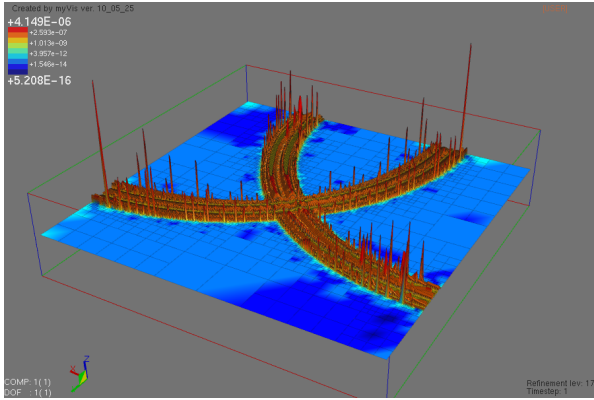 Created by myVis ver. 10_05_25
+4.149E-06
+2.593e-07
+1.013e-09
+3.957e-12
+1.546e-14
+5.208E-16
Z
X
COMP: 1( 1)
DOF : 1( 1)
Refinement lev: 17
Timestep: 1